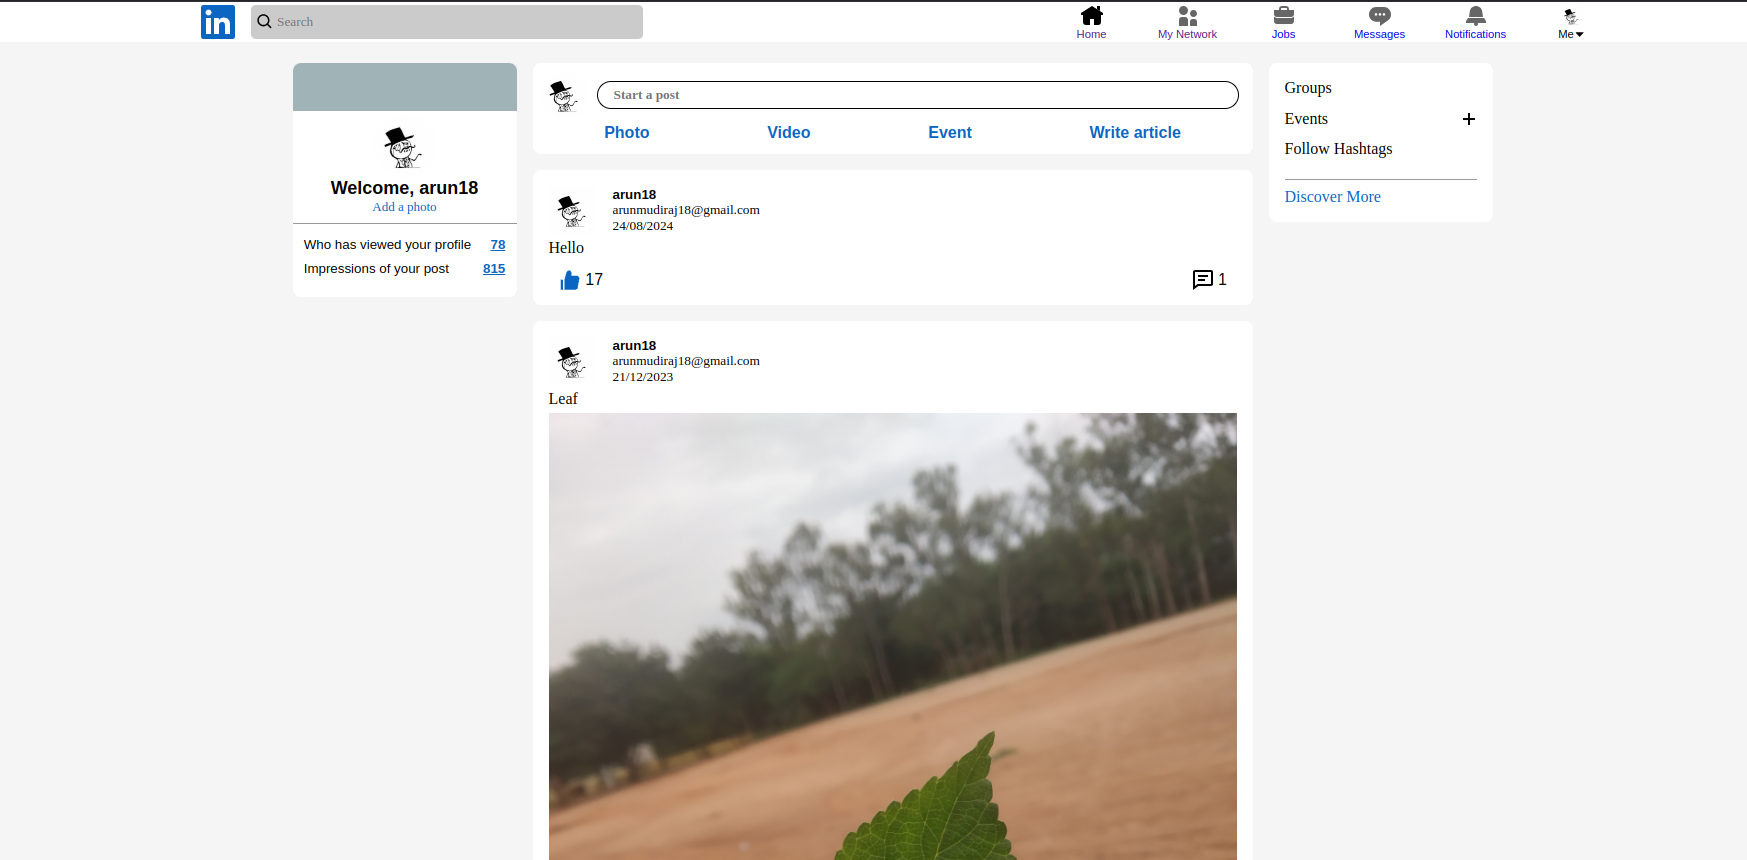 in
Search
Home
My Network
Jobs
Messages
Notifications
Me
Welcome, arun18
Add a photo
Who has viewed your profile 78
Impressions of your post 815
Start a post
Photo Video Event Write article
arun18
arunmudiraj18@gmail.com
24/08/2024
Hello
17 1
arun18
arunmudiraj18@gmail.com
21/12/2023
Leaf
Groups
Events
Follow Hashtags
Discover More